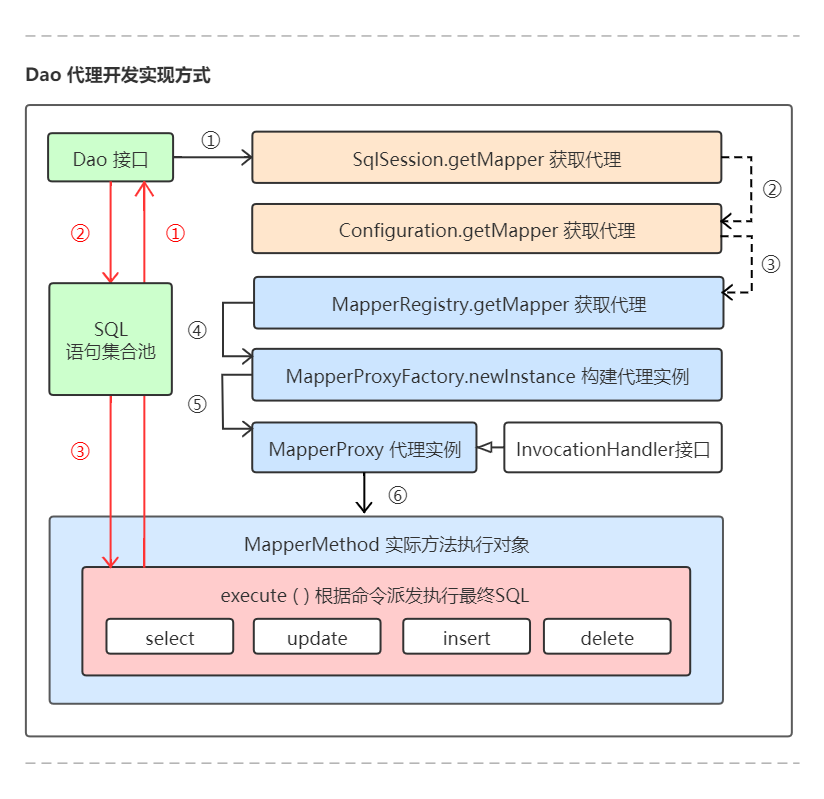 Dao 代理开发实现方式
Dao 接口
①
SqlSession.getMapper 获取代理
②
②
①
Configuration.getMapper 获取代理
③
SQL
语句集合池
④
MapperRegistry.getMapper 获取代理
MapperProxyFactory.newInstance 构建代理实例
⑤
③
MapperProxy 代理实例
InvocationHandler接口
⑥
MapperMethod 实际方法执行对象
execute ( ) 根据命令派发执行最终SQL
select
update
insert
delete